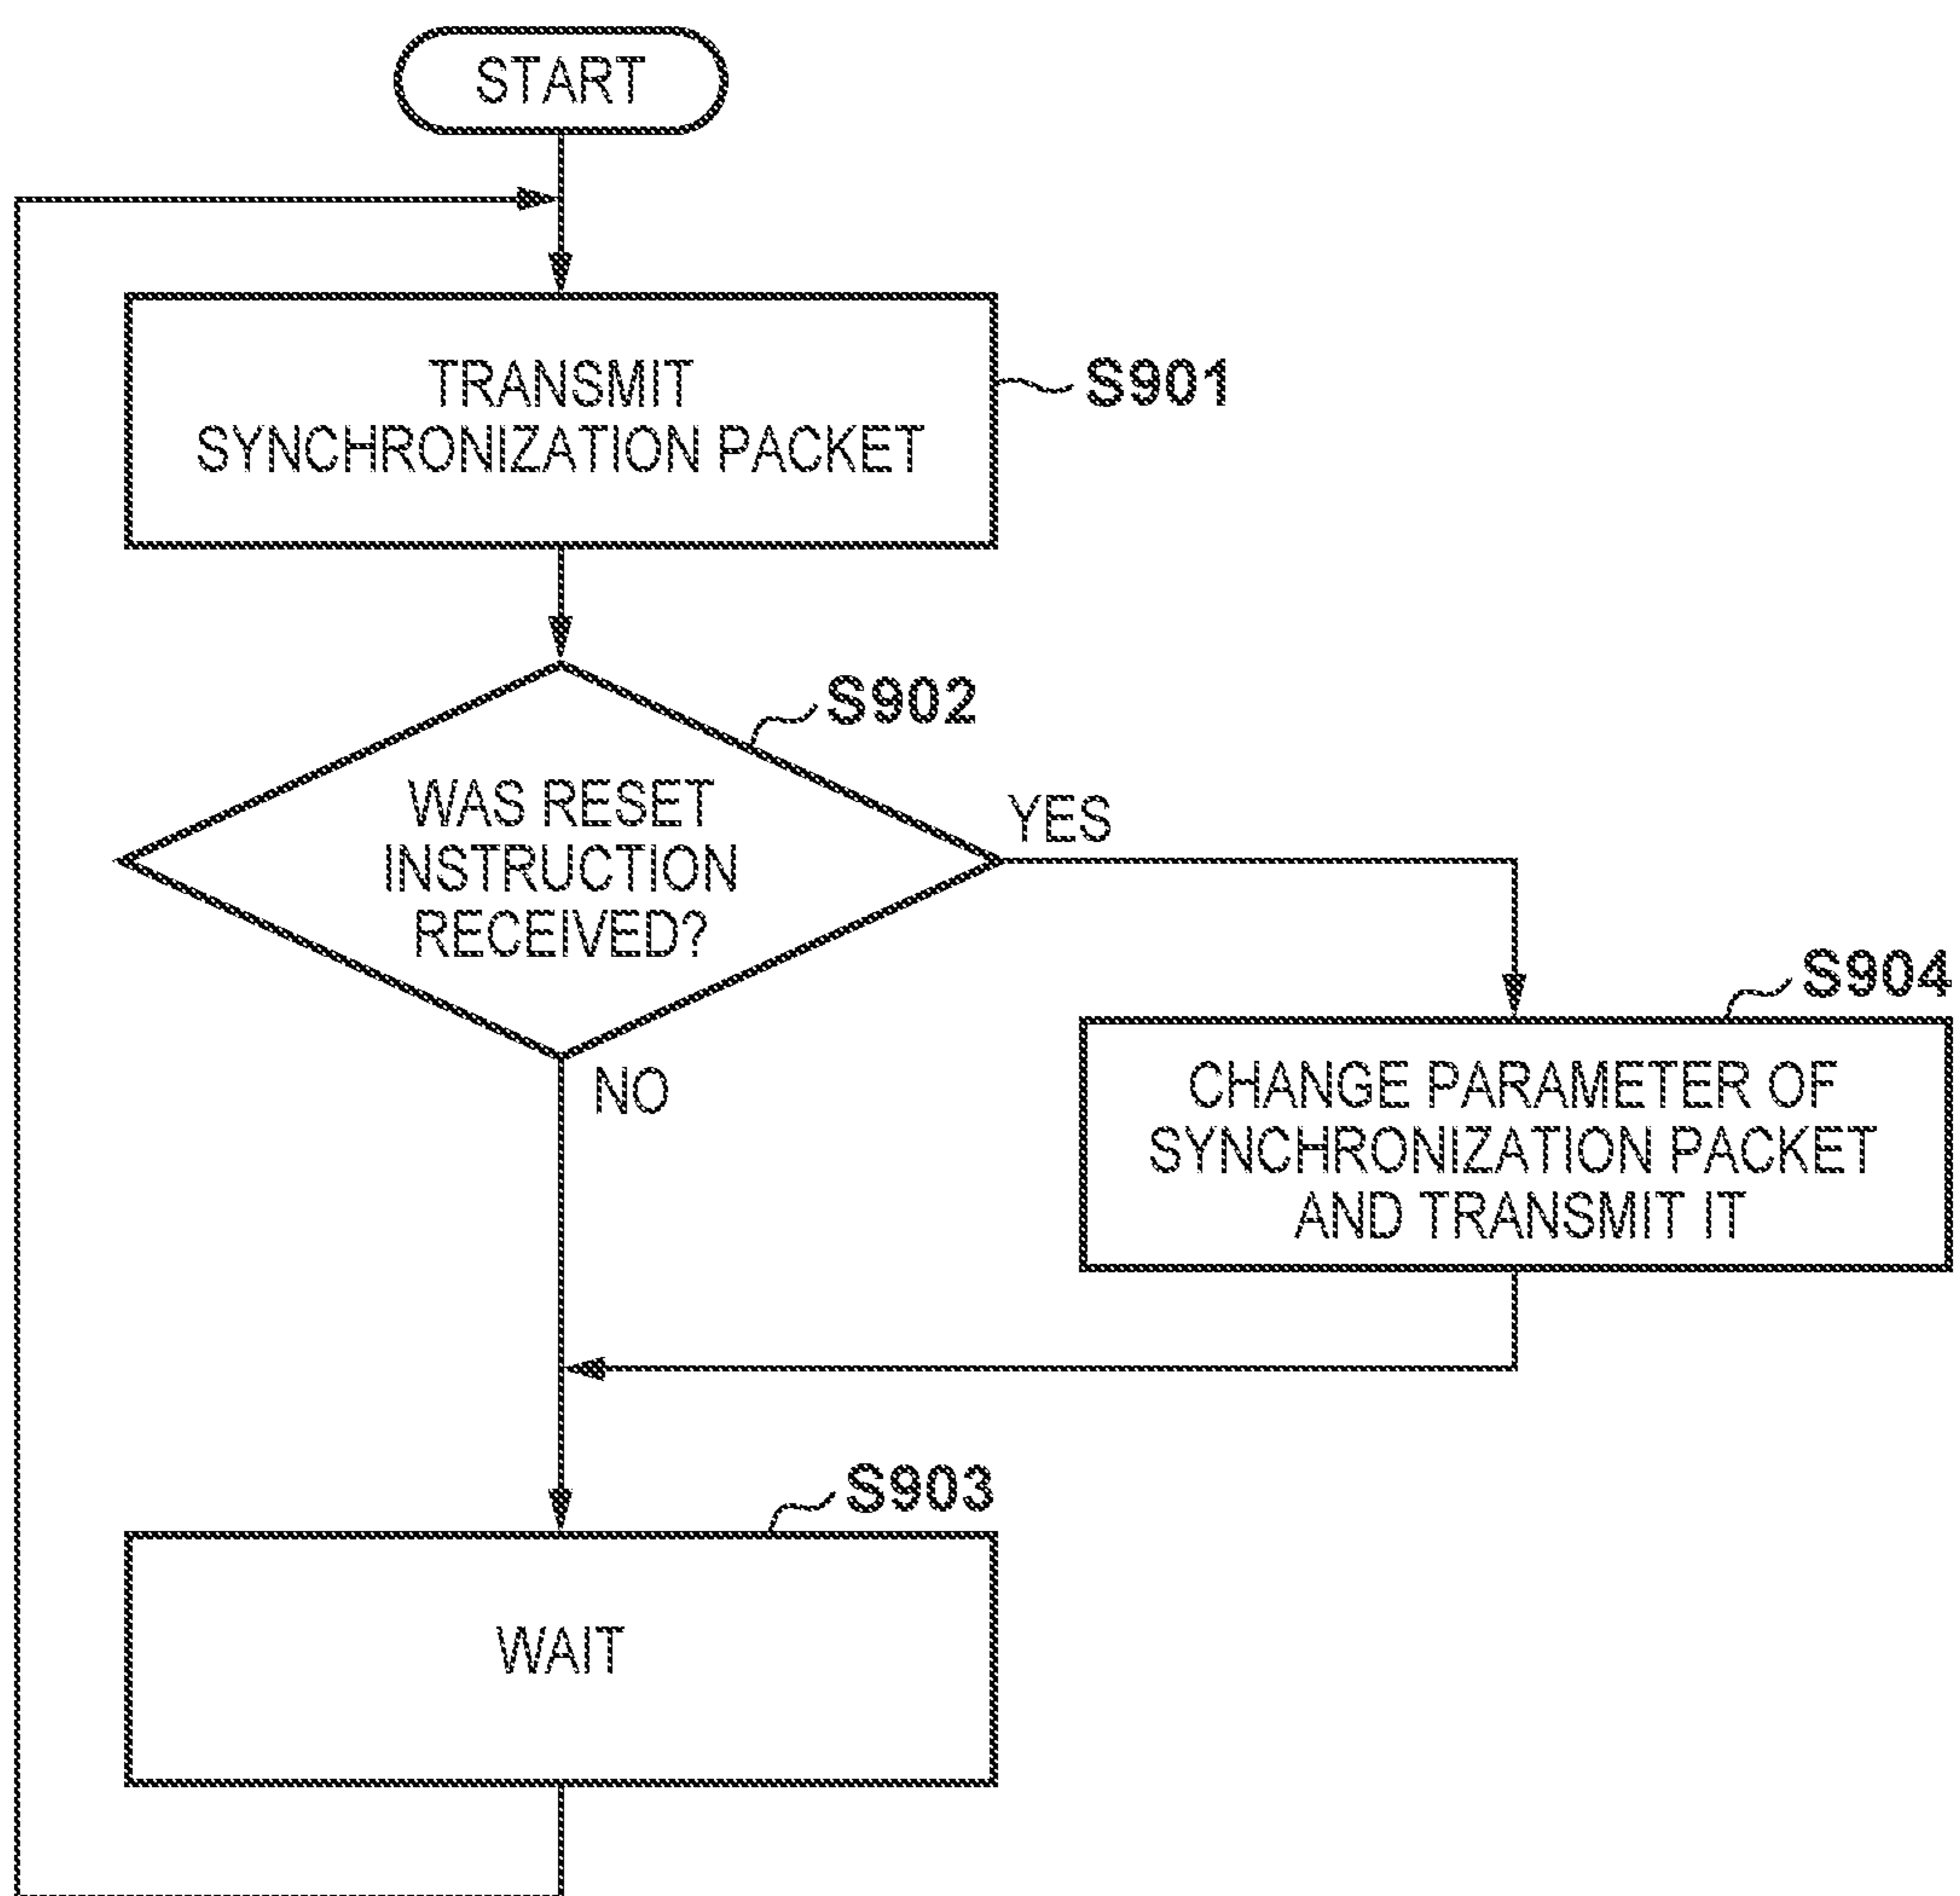 START
TRANSMIT
SYNCHRONIZATION PACKET
S901
S902
WAS RESET
INSTRUCTION
RECEIVED?
YES
NO
S904
CHANGE PARAMETER OF
SYNCHRONIZATION PACKET
AND TRANSMIT IT
S903
WAIT